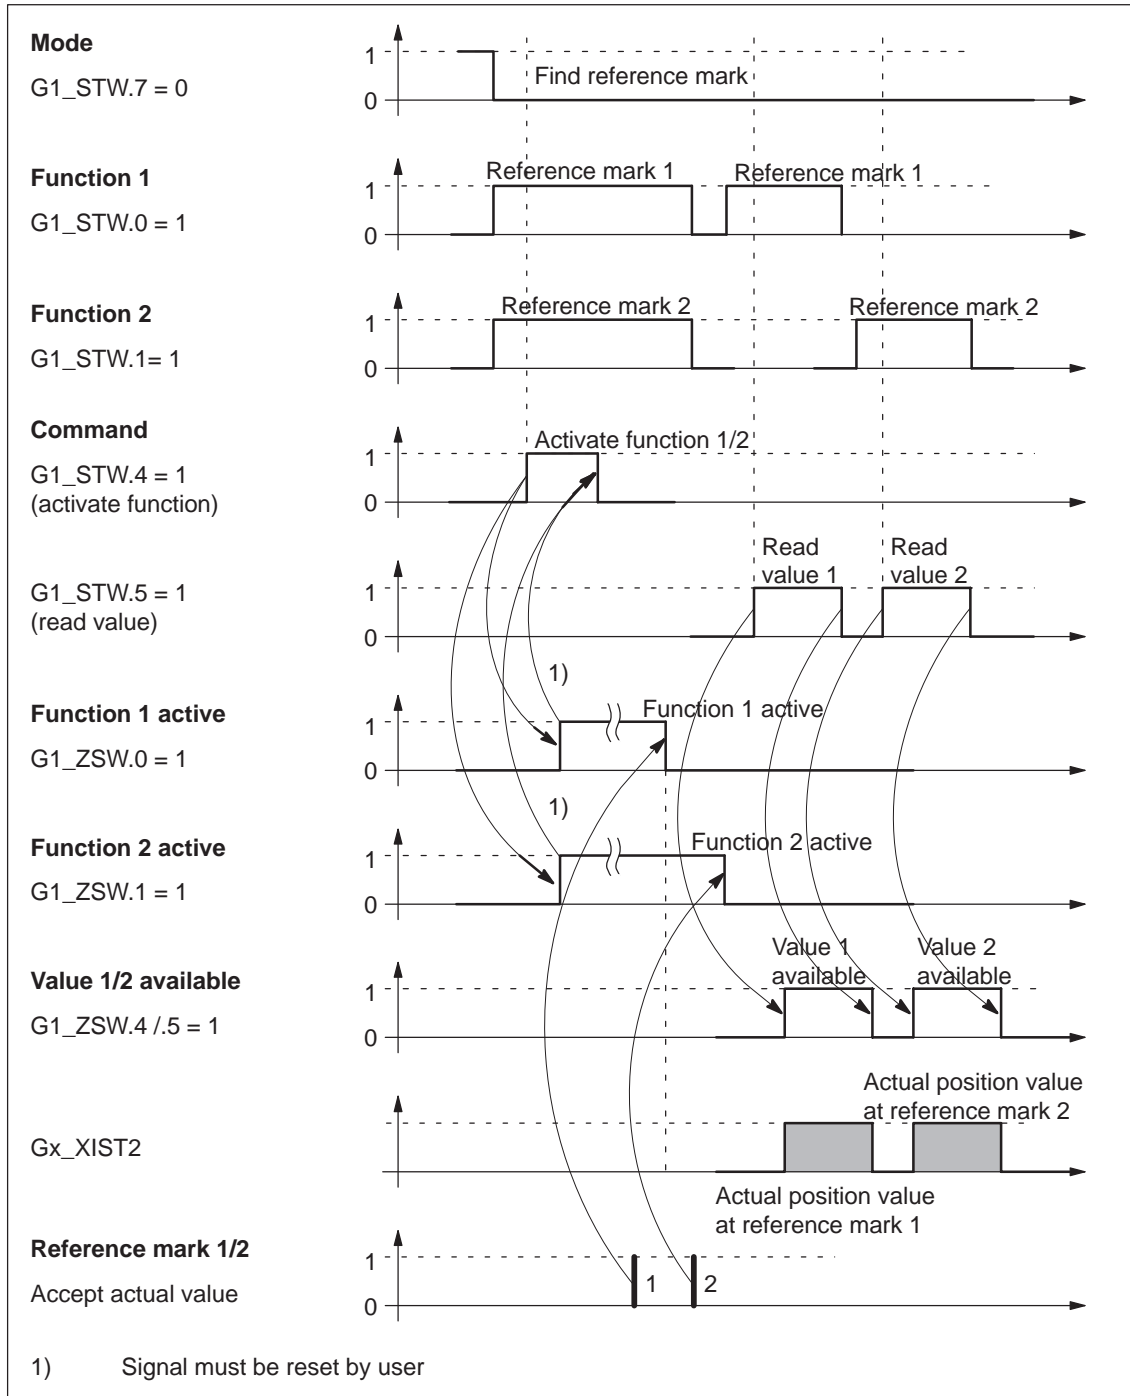 Mode
G1_STW.7 = 0
1
0
Find reference mark
Function 1
G1_STW.0 = 1
1
0
Reference mark 1
Reference mark 1
Function 2
G1_STW.1= 1
1
0
Reference mark 2
Reference mark 2
Command
G1_STW.4 = 1
(activate function)
1
0
Activate function 1/2
G1_STW.5 = 1
(read value)
1
0
Read
value 1
Read
value 2
1)
Function 1 active
G1_ZSW.0 = 1
1
0
Function 1 active
1)
Function 2 active
G1_ZSW.1 = 1
1
0
Function 2 active
Value 1/2 available
G1_ZSW.4 /.5 = 1
1
0
Value 1
available
Value 2
available
Gx_XIST2
Actual position value
at reference mark 2
Actual position value
at reference mark 1
Reference mark 1/2
Accept actual value
1
0
1
2
1) Signal must be reset by user